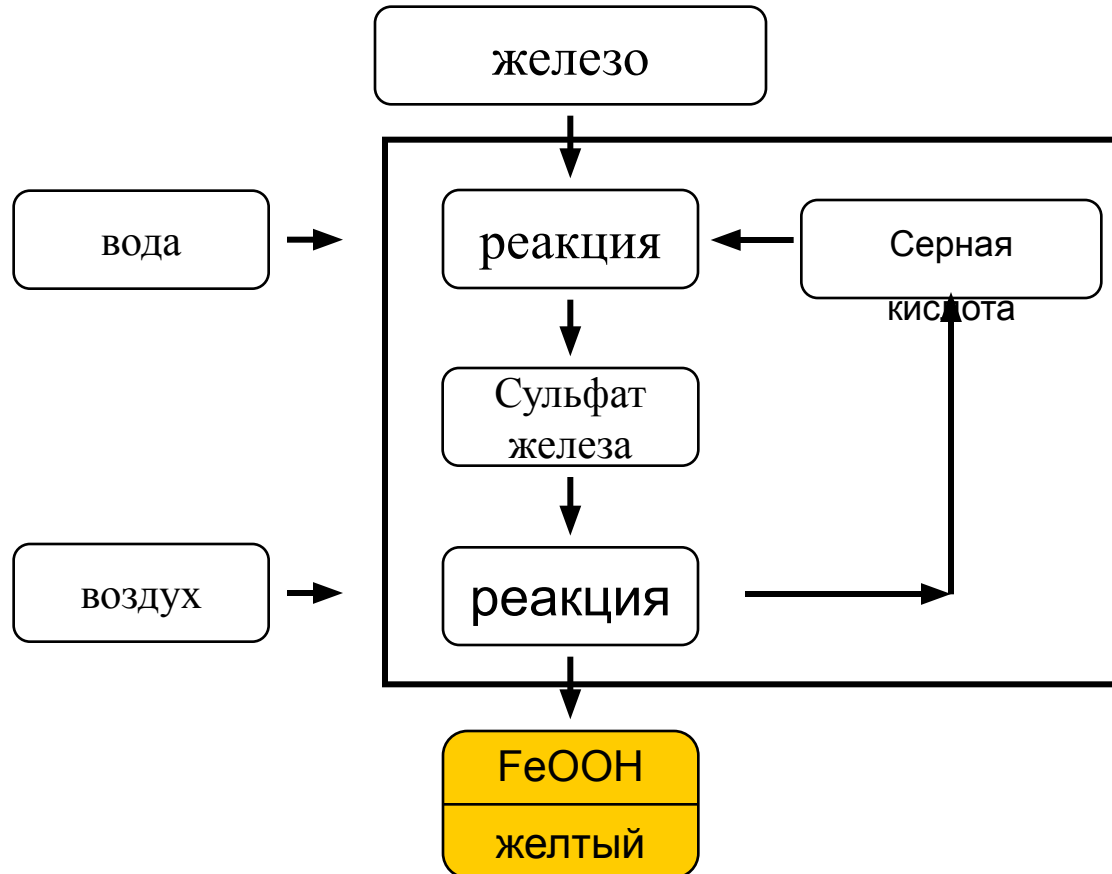 железо
вода
реакция
Серная
кислота
Сульфат
железа
воздух
реакция
FeOOH
желтый